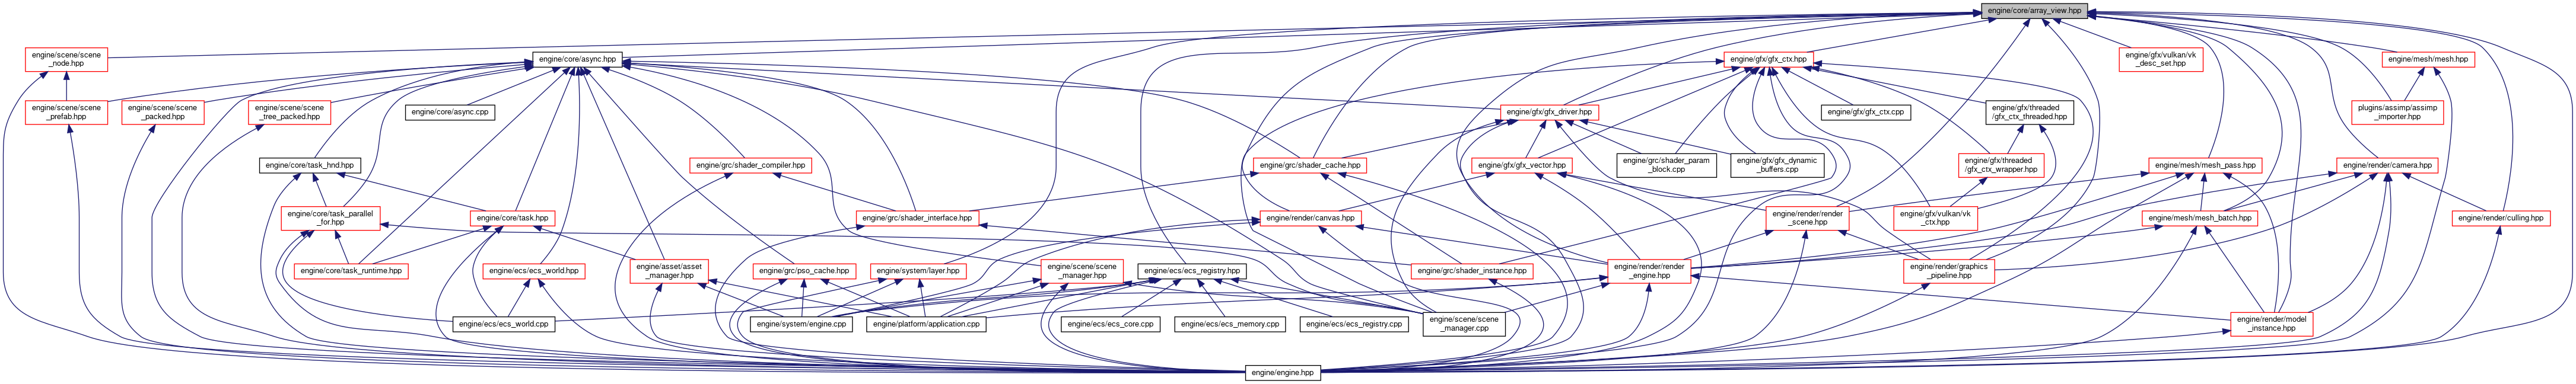 engine/core/array_view.hpp
engine/scene/scene
_node.hpp
engine/core/async.hpp
engine/gfx/gfx_ctx.hpp
engine/gfx/vulkan/vk
_desc_set.hpp
engine/mesh/mesh.hpp
engine/scene/scene
_prefab.hpp
engine/scene/scene
_packed.hpp
engine/scene/scene
_tree_packed.hpp
engine/core/async.cpp
engine/gfx/gfx_driver.hpp
engine/gfx/gfx_ctx.cpp
engine/gfx/threaded
/gfx_ctx_threaded.hpp
plugins/assimp/assimp
_importer.hpp
engine/core/task_hnd.hpp
engine/grc/shader_compiler.hpp
engine/grc/shader_cache.hpp
engine/gfx/gfx_vector.hpp
engine/grc/shader_param
_block.cpp
engine/gfx/gfx_dynamic
_buffers.cpp
engine/gfx/threaded
/gfx_ctx_wrapper.hpp
engine/mesh/mesh_pass.hpp
engine/render/camera.hpp
engine/core/task_parallel
_for.hpp
engine/core/task.hpp
engine/grc/shader_interface.hpp
engine/render/canvas.hpp
engine/render/render
_scene.hpp
engine/gfx/vulkan/vk
_ctx.hpp
engine/mesh/mesh_batch.hpp
engine/render/culling.hpp
engine/core/task_runtime.hpp
engine/ecs/ecs_world.hpp
engine/asset/asset
_manager.hpp
engine/grc/pso_cache.hpp
engine/system/layer.hpp
engine/scene/scene
_manager.hpp
engine/ecs/ecs_registry.hpp
engine/grc/shader_instance.hpp
engine/render/render
_engine.hpp
engine/render/graphics
_pipeline.hpp
engine/ecs/ecs_world.cpp
engine/system/engine.cpp
engine/platform/application.cpp
engine/ecs/ecs_core.cpp
engine/ecs/ecs_memory.cpp
engine/ecs/ecs_registry.cpp
engine/scene/scene
_manager.cpp
engine/render/model
_instance.hpp
engine/engine.hpp